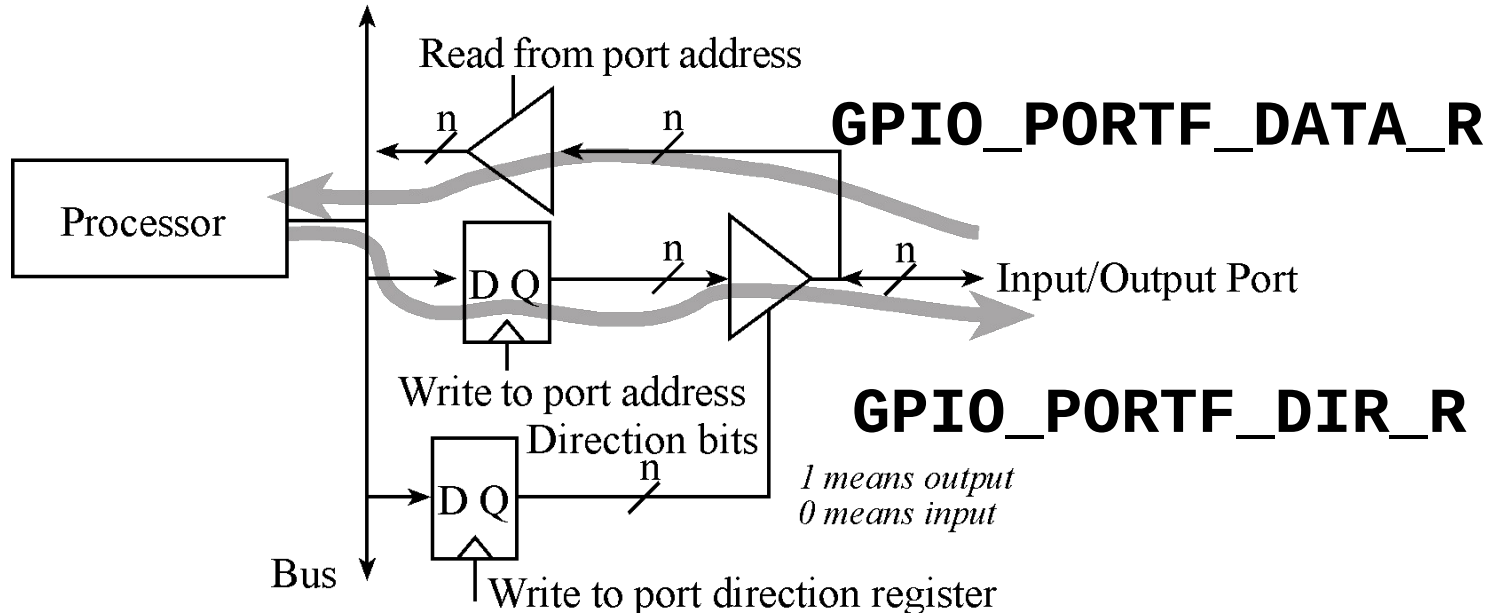 Read from port address
n
n
GPIO_PORTF_DATA_R
Processor
D Q
n
n
Input/Output Port
Write to port address
GPIO_PORTF_DIR_R
Direction bits
n
1 means output
0 means input
D Q
Bus
Write to port direction register